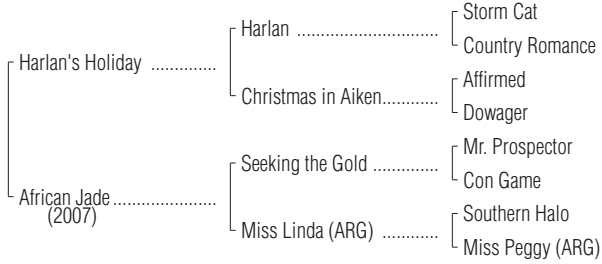 Storm Cat
Harlan ..................................
Country Romance
Harlan's Holiday ...............
Affirmed
Christmas in Aiken.............
Dowager
Mr. Prospector
Seeking the Gold ...............
Con Game
African Jade ........................
(2007)
Southern Halo
Miss Linda (ARG) .............
Miss Peggy (ARG)